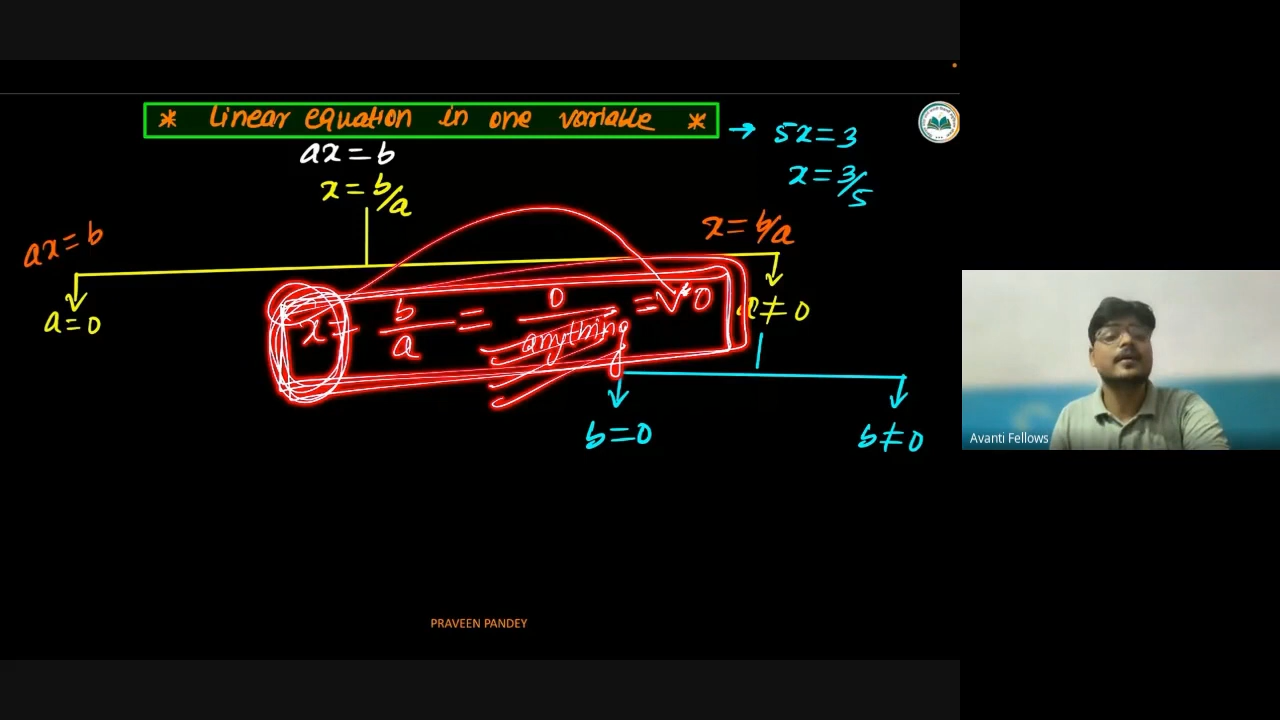 * Linear equation in one variable *
→ 5x = 3
ax = b
x = 3/5
x = b/a
ax = b
x = b/a
a = 0
x = b/a = 0/anything = 0
≠ 0
b = 0
b ≠ 0
Avanti Fellows
PRAVEEN PANDEY